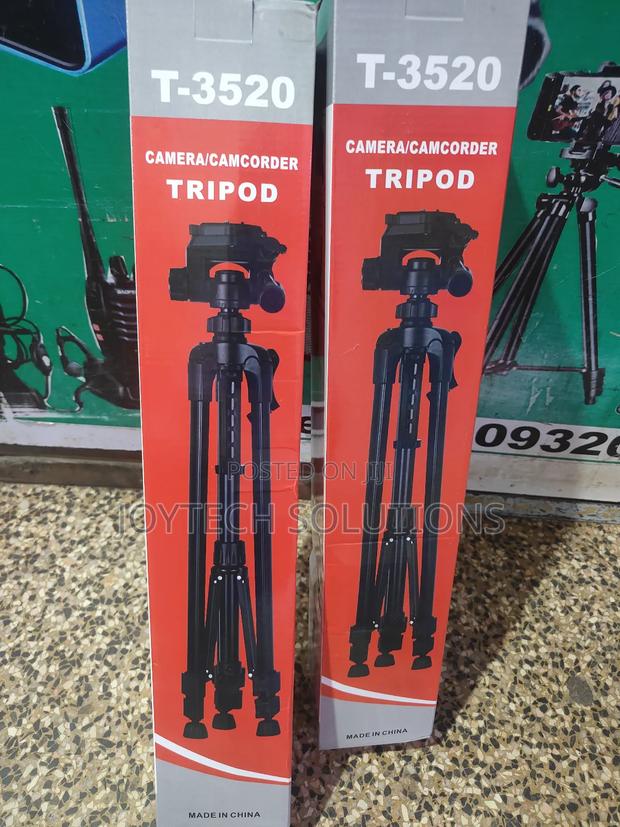 T-3520
CAMERA/CAMCORDER
TRIPOD
MADE IN CHINA
T-3520
CAMERA/CAMCORDER
TRIPOD
MADE IN CHINA
09326
POSTED ON JIJI
JOYTECH SOLUTIONS